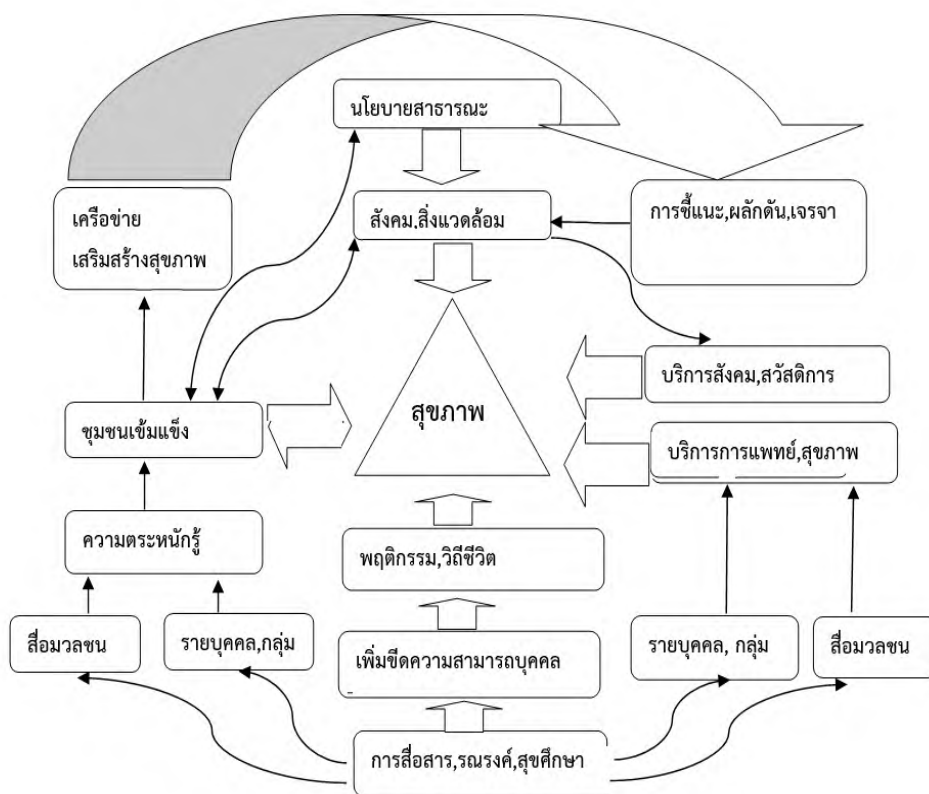 นโยบายสาธารณะ
เครือข่าย
เสริมสร้างสุขภาพ
สังคม,สิ่งแวดล้อม
การชี้แนะ,ผลักดัน,เจรจา
บริการสังคม,สวัสดิการ
สุขภาพ
ชุมชนเข้มแข็ง
บริการการแพทย์,สุขภาพ
ความตระหนักรู้
พฤติกรรม,วิถีชีวิต
สื่อมวลชน
รายบุคคล,กลุ่ม
เพิ่มขีดความสามารถบุคคล
รายบุคคล, กลุ่ม
สื่อมวลชน
การสื่อสาร,รณรงค์,สุขศึกษา